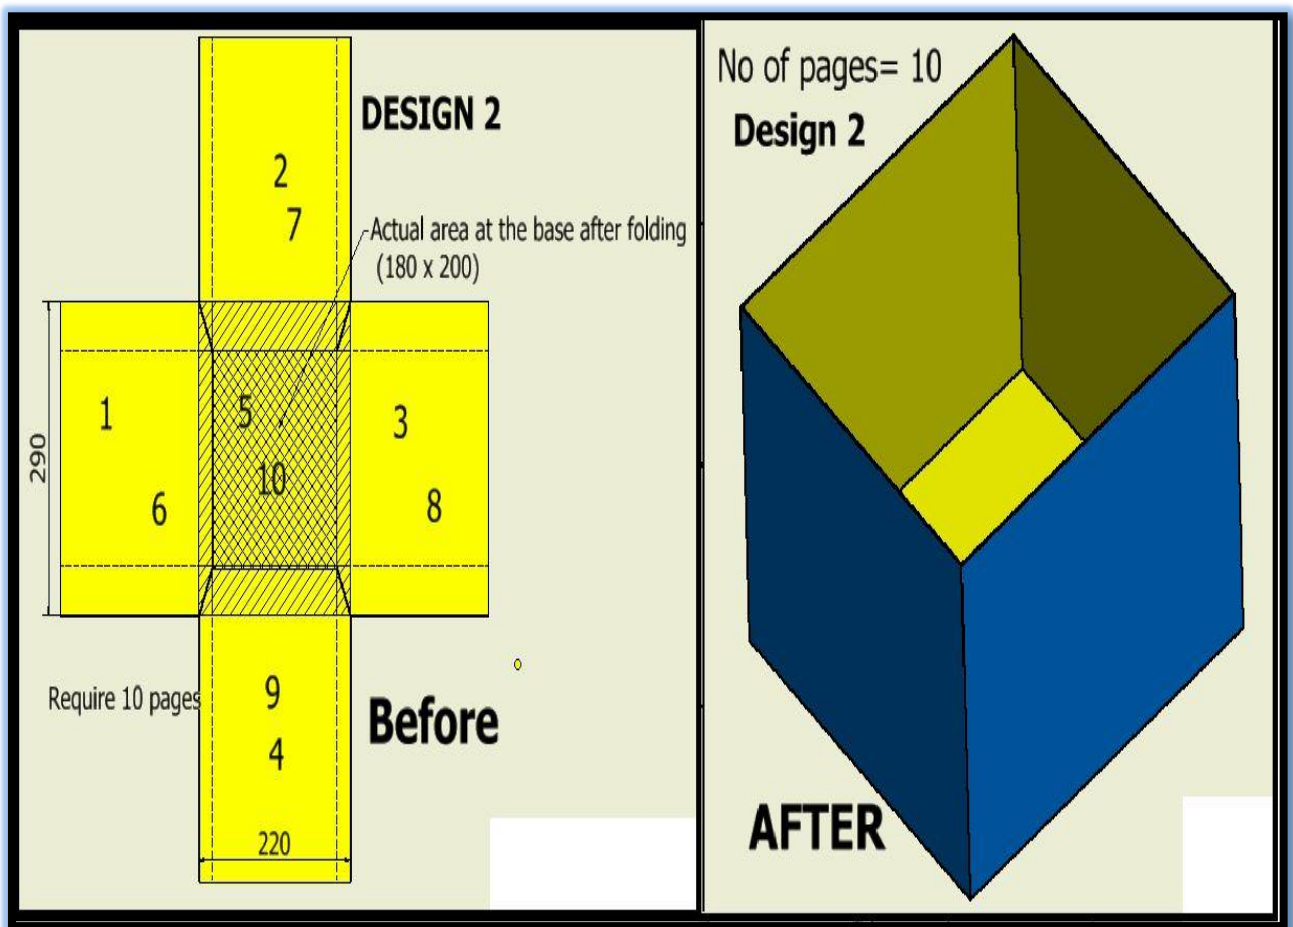 DESIGN 2
2
7
Actual area at the base after folding
(180 x 200)
290
1
5
3
10
6
8
Require 10 pages
9
4
Before
220
No of pages= 10
Design 2
AFTER